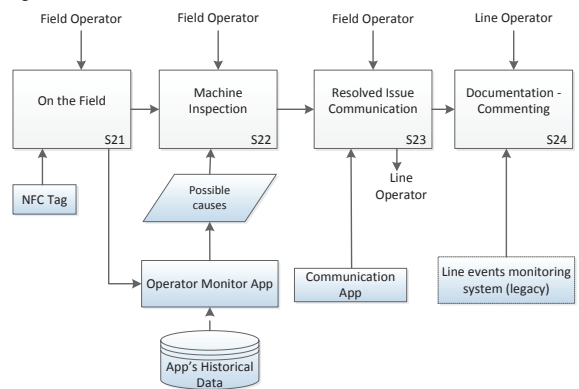 Field Operator
Field Operator
Field Operator
Line Operator
On the Field
S21
Machine
Inspection
S22
Resolved Issue
Communication
S23
Documentation -
Commenting
S24
NFC Tag
Possible
causes
Line
Operator
Operator Monitor App
Communication
App
Line events monitoring
system (legacy)
App's Historical
Data